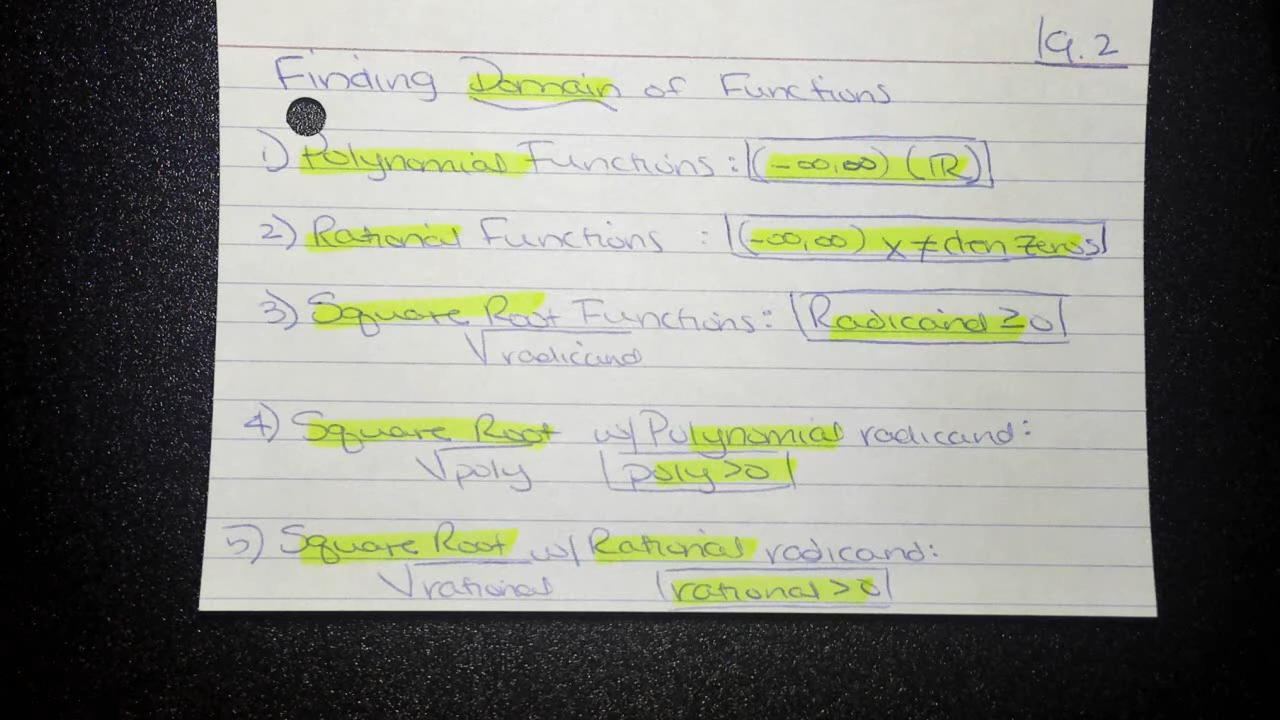 19.2
Finding Domain of Functions
1) Polynomial Functions: (-∞,∞) (ℝ)
2) Rational Functions : (-∞,∞) x ≠ den zeros
3) Square Root Functions: Radicand ≥0
√radicand
4) Square Root w/ Polynomial radicand:
√poly poly >0
5) Square Root w/ Rational radicand:
√rational rational >0